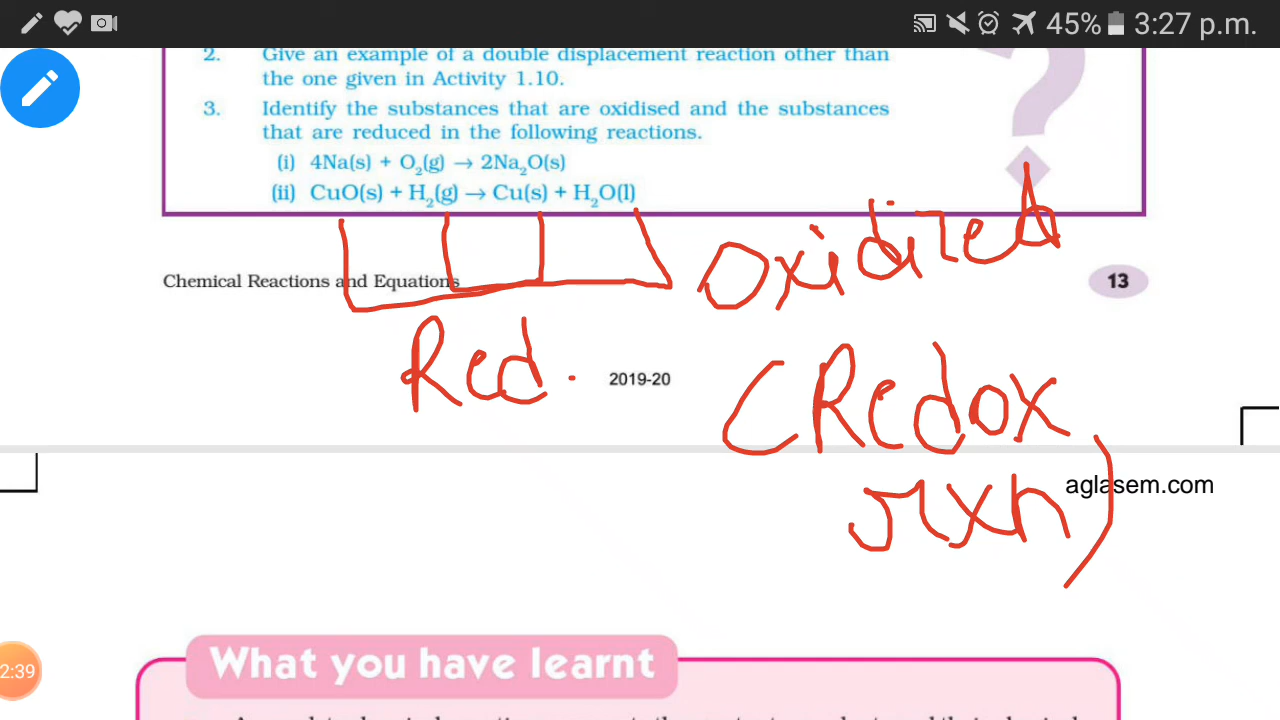 45% 3:27 p.m.
2. Give an example of a double displacement reaction other than
the one given in Activity 1.10.
3. Identify the substances that are oxidised and the substances
that are reduced in the following reactions.
(i) 4Na(s) + O₂(g) → 2Na₂O(s)
(ii) CuO(s) + H₂(g) → Cu(s) + H₂O(l)
?
Oxidized
Chemical Reactions and Equations 13
Red.
2019-20
(Redox
rxn)
aglasem.com
What you have learnt
2:39